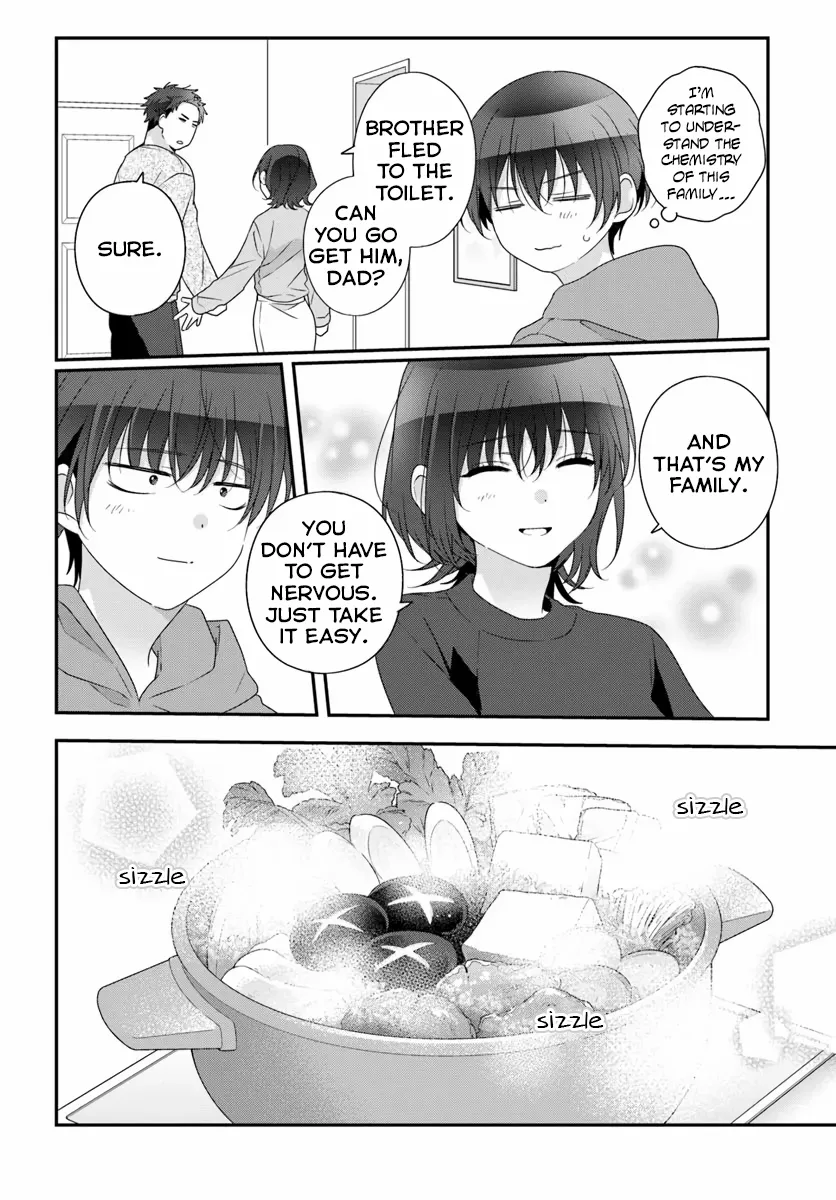 I'M
STARTING
TO UNDER-
STAND THE
CHEMISTRY
OF THIS
FAMILY...
BROTHER
FLED
TO THE
TOILET.
CAN
YOU GO
GET HIM,
DAD?
SURE.
AND
THAT'S MY
FAMILY.
YOU
DON'T HAVE
TO GET
NERVOUS.
JUST TAKE
IT EASY.
sizzle
sizzle
sizzle